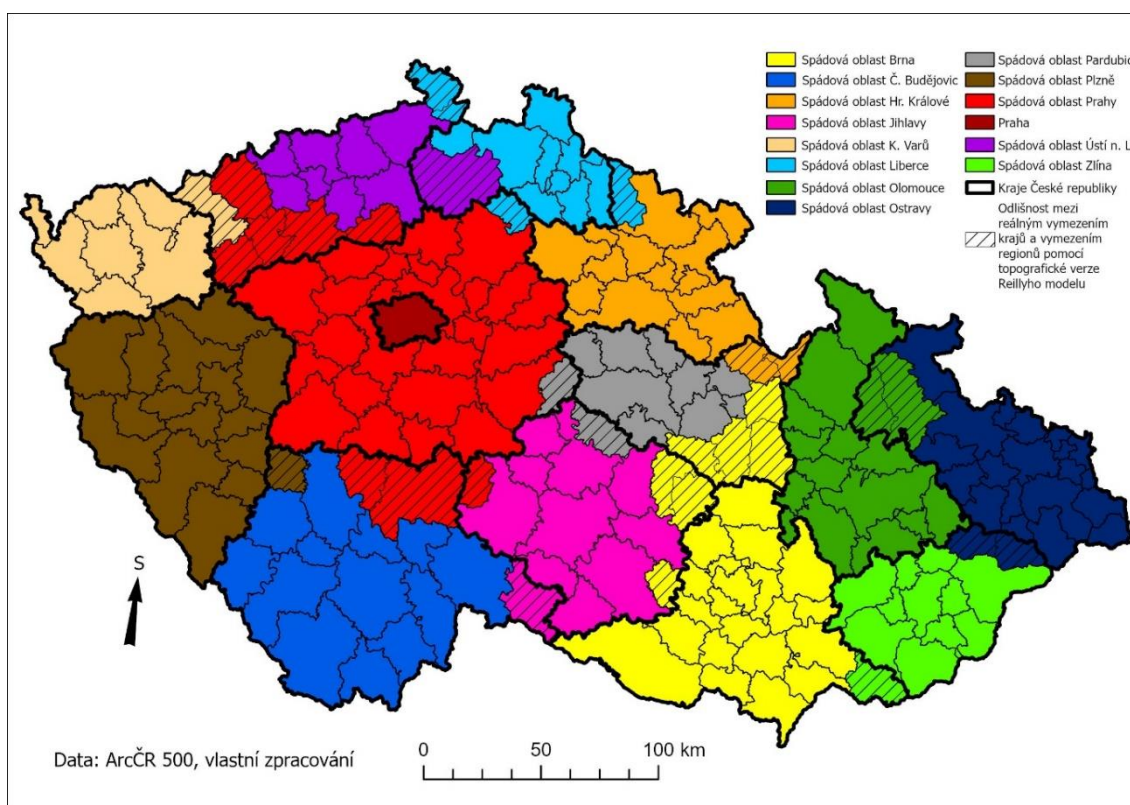 Spádová oblast Brna
Spádová oblast Č. Budějovic
Spádová oblast Hr. Králové
Spádová oblast Jihlavy
Spádová oblast K. Varů
Spádová oblast Liberce
Spádová oblast Olomouce
Spádová oblast Ostravy
Spádová oblast Pardubic
Spádová oblast Plzně
Spádová oblast Prahy
Praha
Spádová oblast Ústí n. L
Spádová oblast Zlína
Kraje České republiky
Odlišnost mezi
reálným vymezením
krajů a vymezením
regionů pomocí
topografické verze
Reillyho modelu
S
Data: ArcČR 500, vlastní zpracování
0 50 100 km